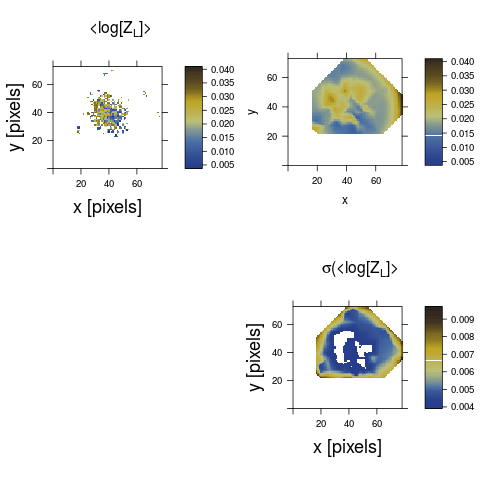 <log[Z_L]>
60
40
20
y [pixels]
20 40 60
x [pixels]
0.040
0.035
0.030
0.025
0.020
0.015
0.010
0.005
60
40
20
y
20 40 60
x
0.040
0.035
0.030
0.025
0.020
0.015
0.010
0.005
σ(<log[Z_L]>
60
40
20
y [pixels]
20 40 60
x [pixels]
0.009
0.008
0.007
0.006
0.005
0.004